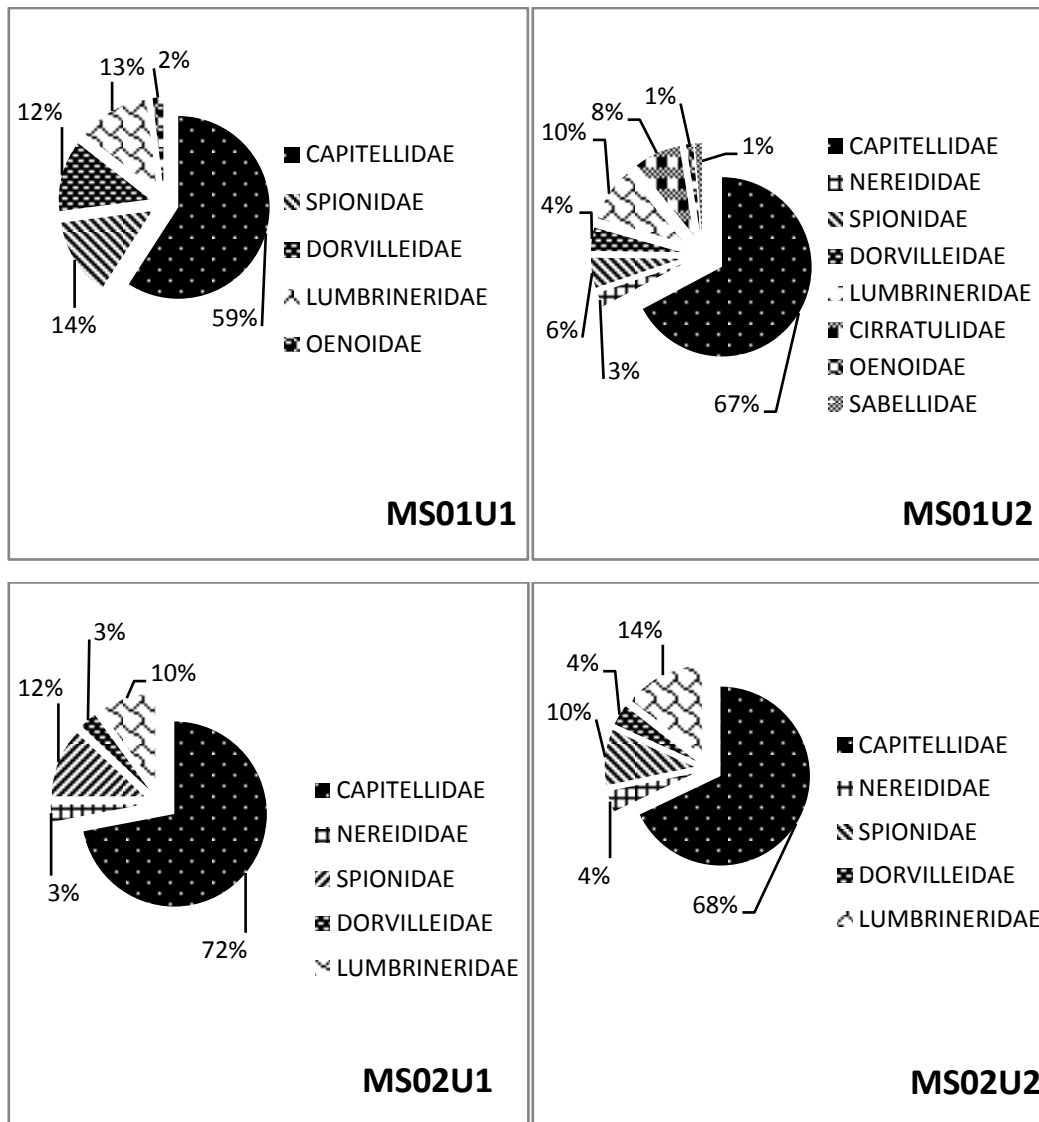 13%
2%
12%
14%
59%
CAPITELLIDAE
SPIONIDAE
DORVILLEIDAE
LUMBRINERIDAE
OENOIDAE
MS01U1
1%
8%
10%
1%
4%
6%
3%
67%
CAPITELLIDAE
NEREIDIDAE
SPIONIDAE
DORVILLEIDAE
LUMBRINERIDAE
CIRRATULIDAE
OENOIDAE
SABELLIDAE
MS01U2
3%
10%
12%
3%
72%
CAPITELLIDAE
NEREIDIDAE
SPIONIDAE
DORVILLEIDAE
LUMBRINERIDAE
MS02U1
14%
4%
10%
4%
68%
CAPITELLIDAE
NEREIDIDAE
SPIONIDAE
DORVILLEIDAE
LUMBRINERIDAE
MS02U2